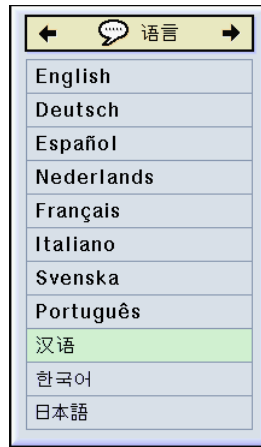 语言
English
Deutsch
Español
Nederlands
Français
Italiano
Svenska
Português
汉语
한국어
日本語